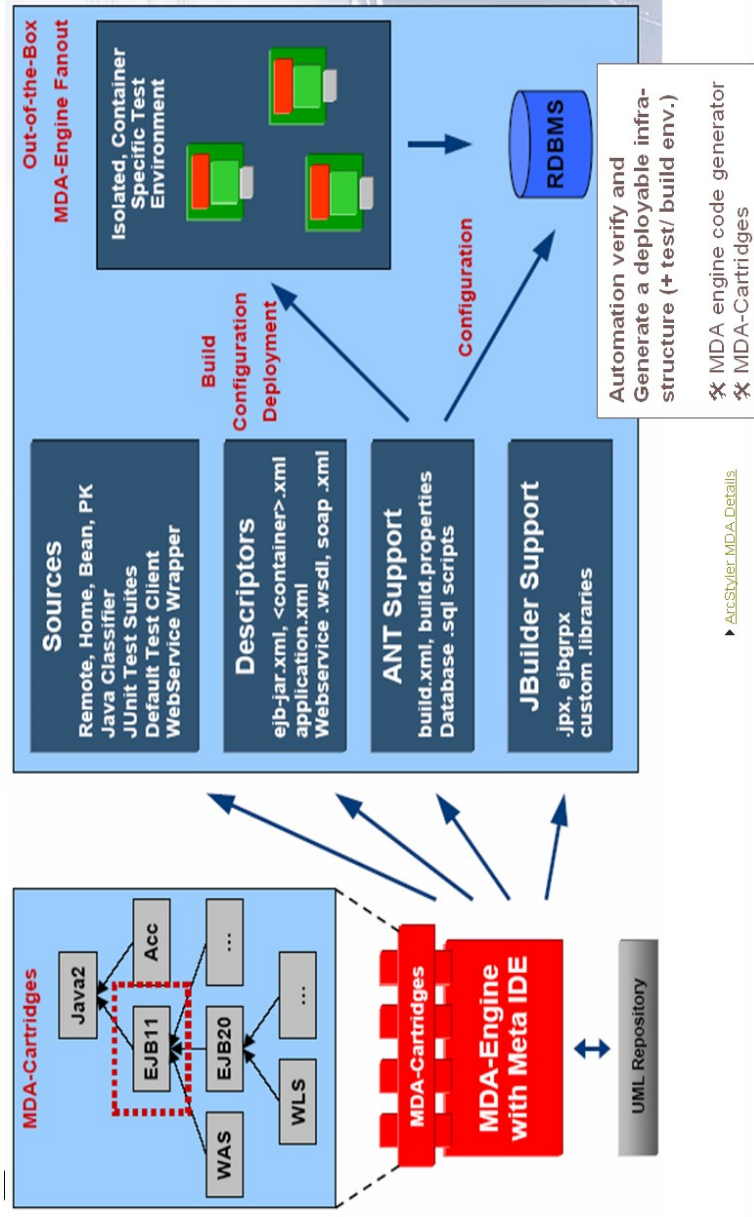 MDA-Cartridges
Java2
EJB11
Acc
WAS
EJB20
...
WLS
...
MDA-Cartridges
MDA-Engine
with Meta IDE
UML Repository
Sources
Remote, Home, Bean, PK
Java Classifier
JUnit Test Suites
Default Test Client
WebService Wrapper
Descriptors
ejb-jar.xml, <container>.xml
application.xml
Webservice .wsdl, soap .xml
ANT Support
build.xml, build.properties
Database .sql scripts
JBuilder Support
.jpx, ejbgrpx
custom .libraries
Build
Configuration
Deployment
Configuration
Out-of-the-Box
MDA-Engine Fanout
Isolated, Container
Specific Test
Environment
RDBMS
Automation verify and
Generate a deployable infra-
structure (+ test/ build env.)
MDA engine code generator
MDA-Cartridges
ArcStyler MDA Details